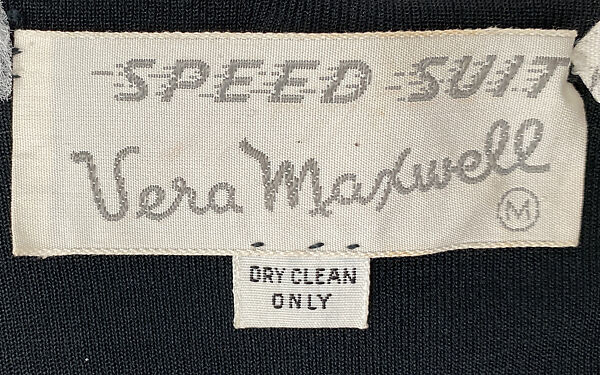 SPEED SUIT
Vera Maxwell
M
DRY CLEAN
ONLY